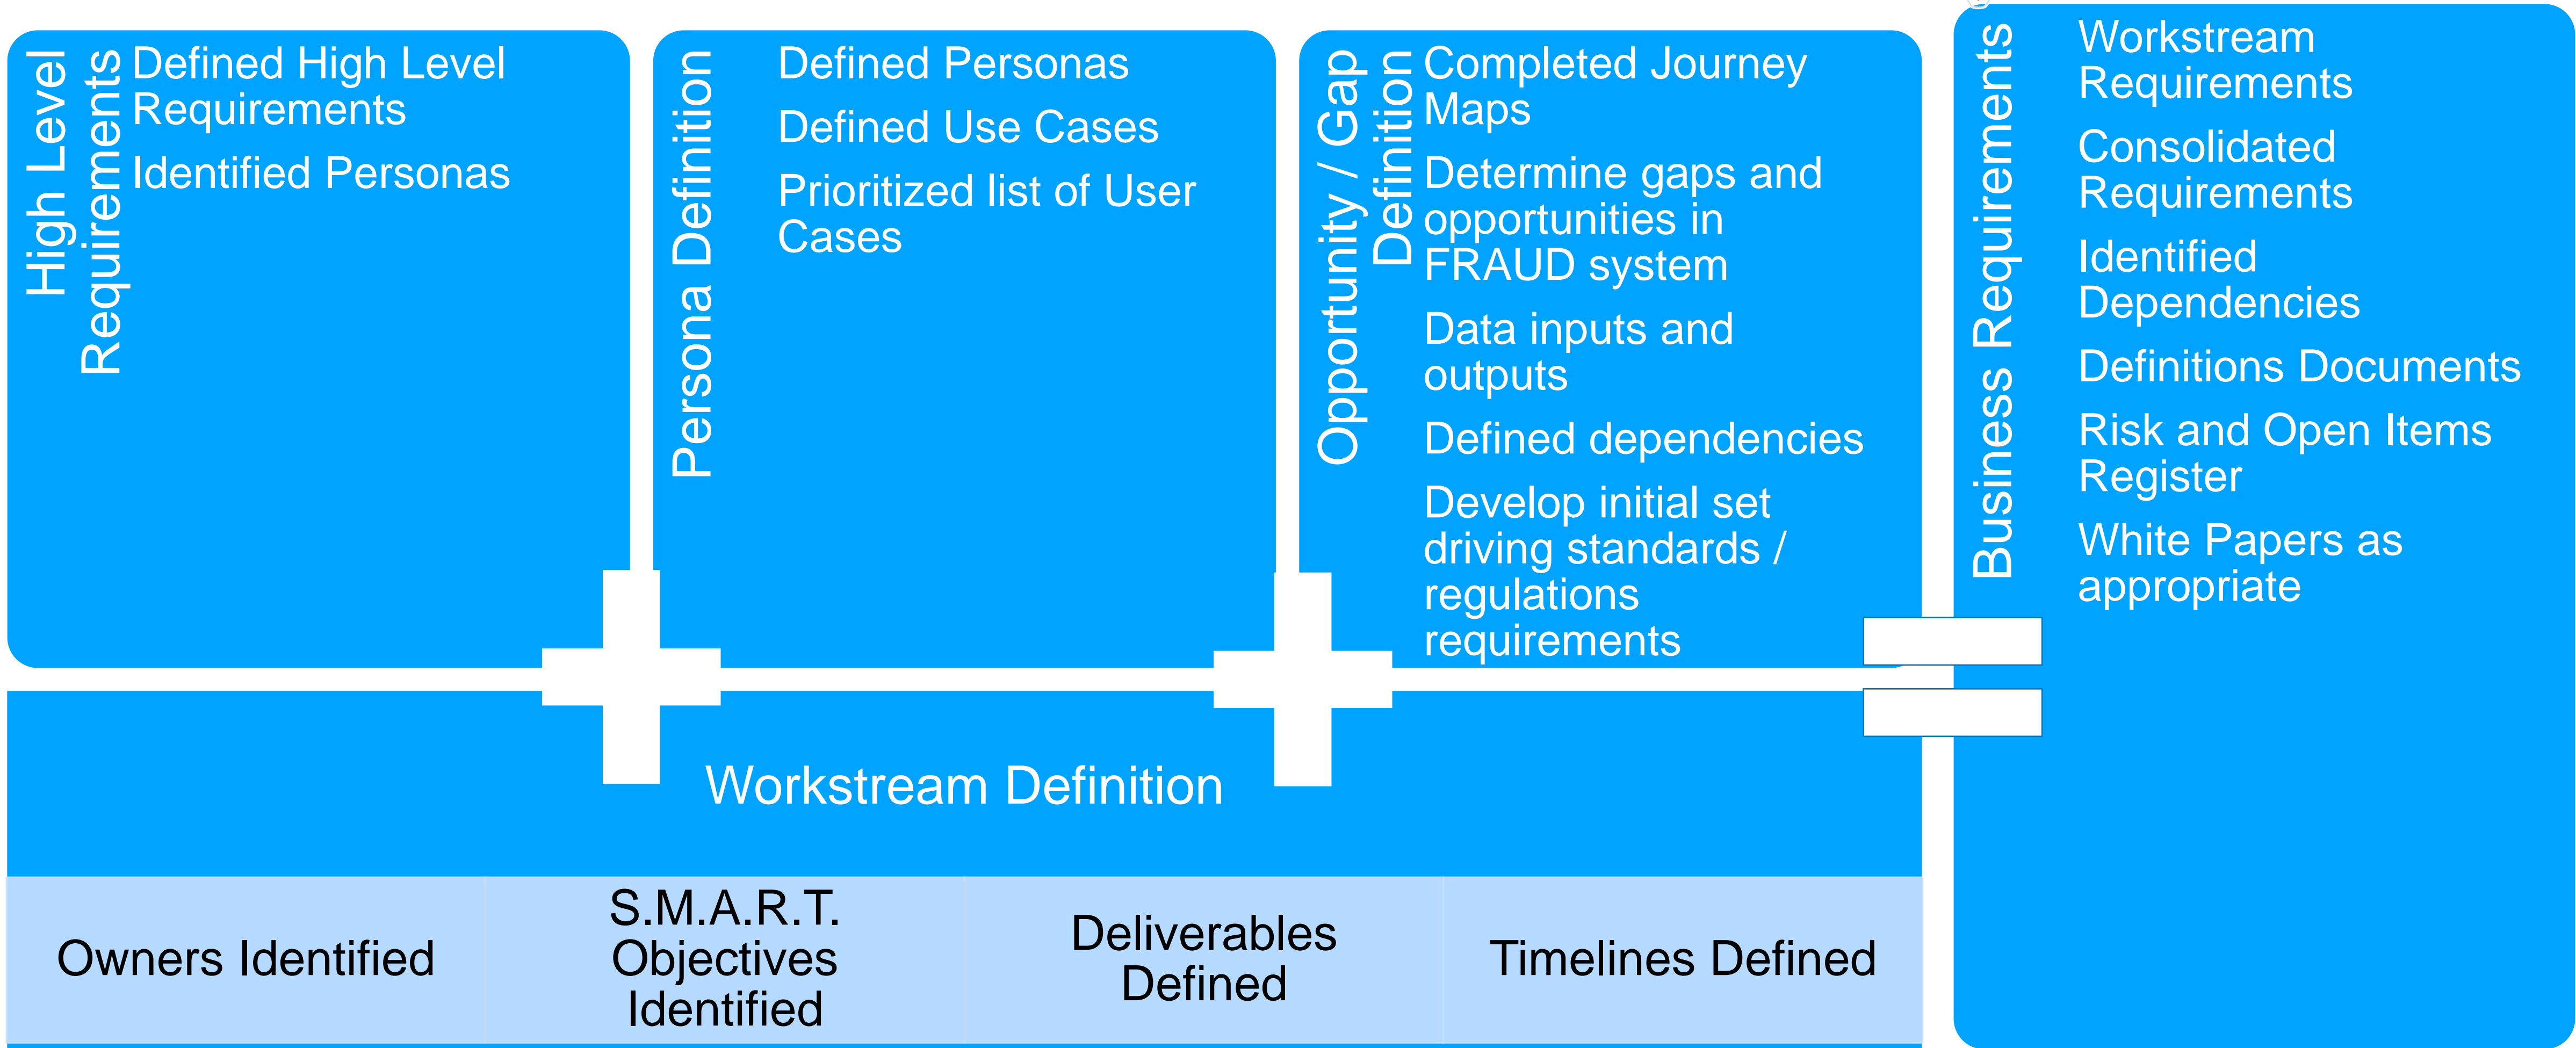 High Level
Requirements
Defined High Level
Requirements
Identified Personas
Persona Definition
Defined Personas
Defined Use Cases
Prioritized list of User
Cases
Opportunity / Gap
Definition
Completed Journey
Maps
Determine gaps and
opportunities in
FRAUD system
Data inputs and
outputs
Defined dependencies
Develop initial set
driving standards /
regulations
requirements
Business Requirements
Workstream
Requirements
Consolidated
Requirements
Identified
Dependencies
Definitions Documents
Risk and Open Items
Register
White Papers as
appropriate
Workstream Definition
Owners Identified
S.M.A.R.T.
Objectives
Identified
Deliverables
Defined
Timelines Defined